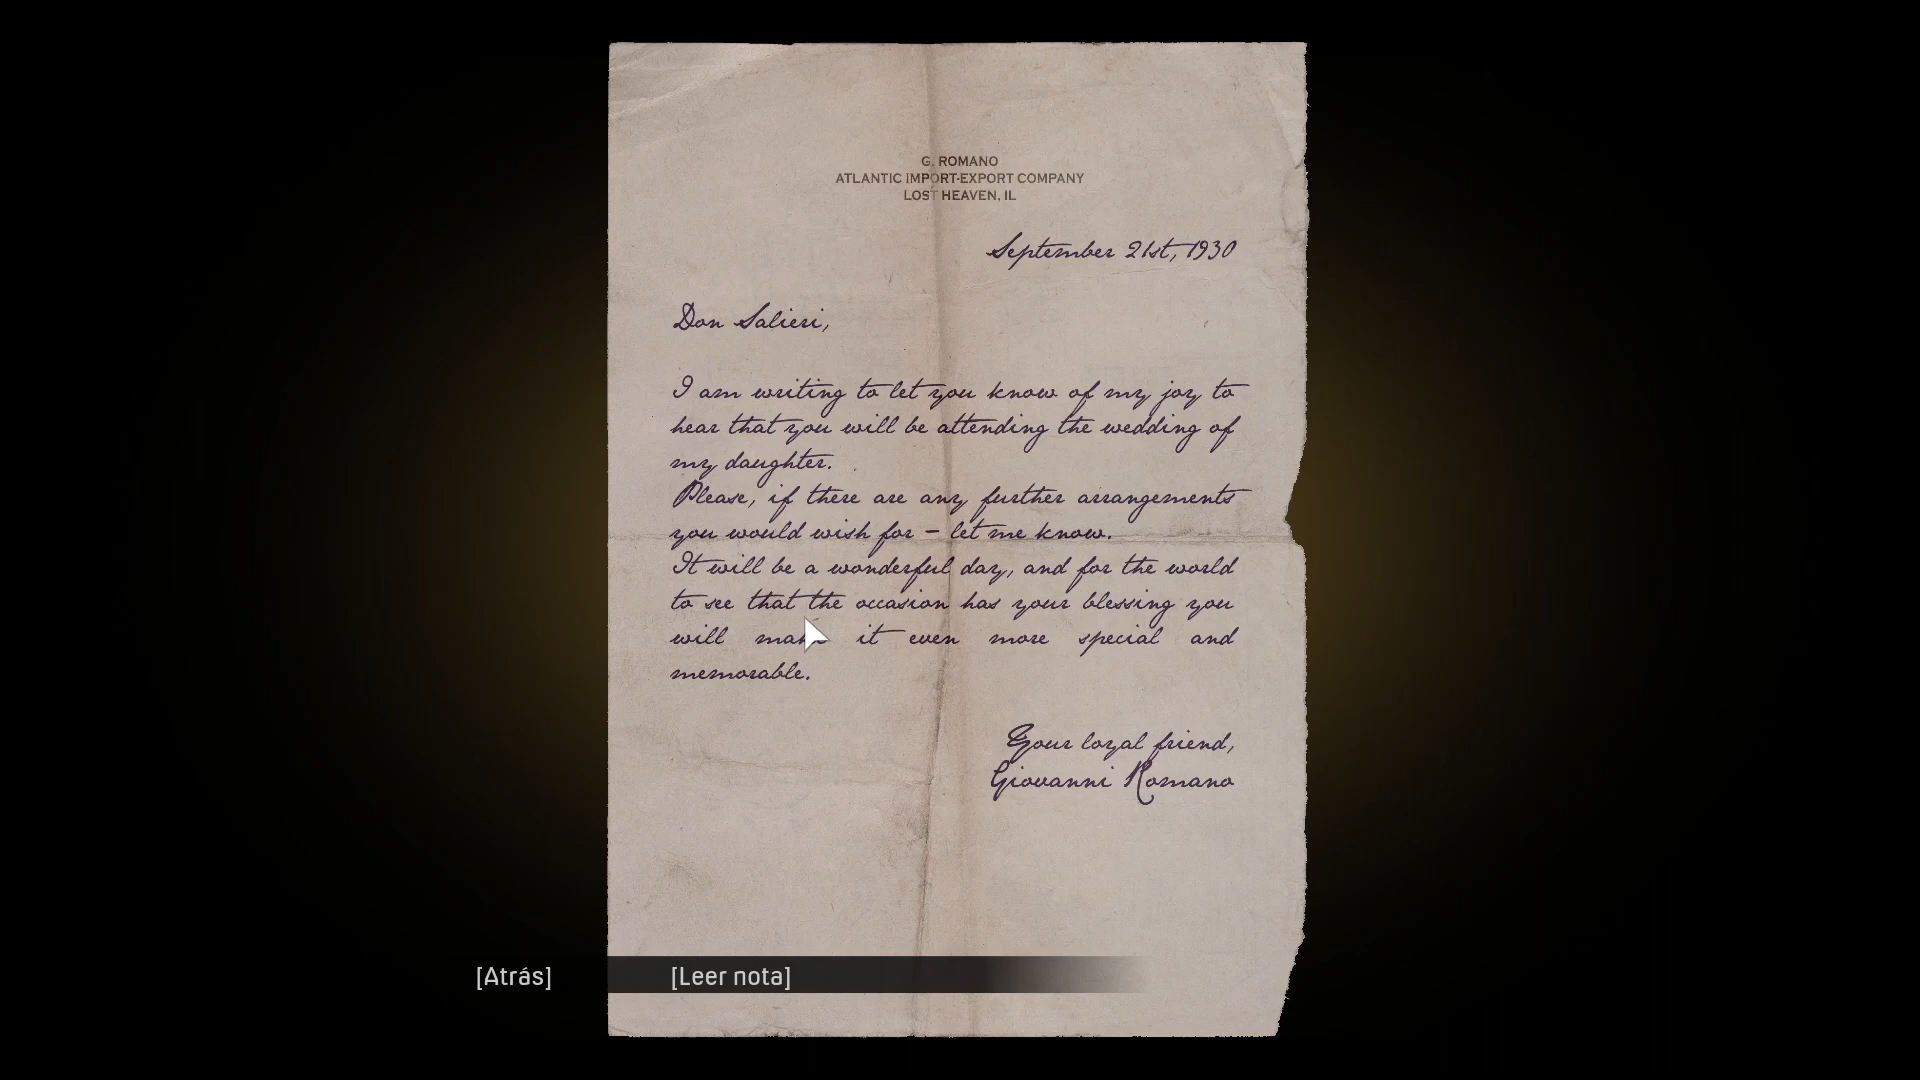 G. ROMANO
ATLANTIC IMPORT-EXPORT COMPANY
LOST HEAVEN, IL
September 21st, 1930
Don Salieri,
I am writing to let you know of my joy to
hear that you will be attending the wedding of
my daughter.
Please, if there are any further arrangements
you would wish for – let me know.
It will be a wonderful day, and for the world
to see that the occasion has your blessing you
will make it even more special and
memorable.
Your loyal friend,
Giovanni Romano
[Atrás] [Leer nota]